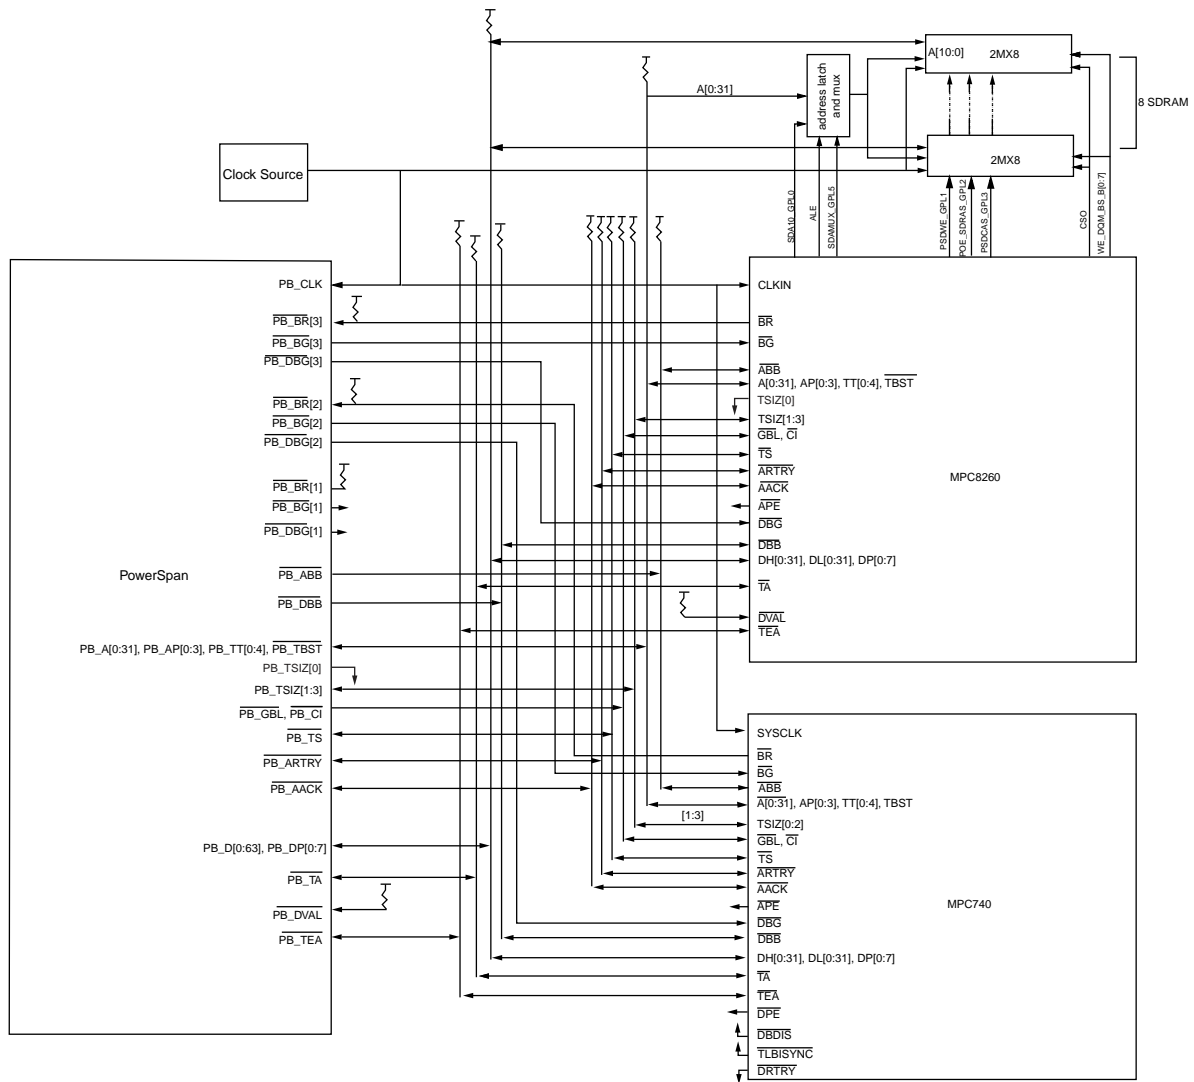 A[10:0]
2MX8
8 SDRAM
A[0:31]
address latch
and mux
2MX8
Clock Source
SDA10_GPL0
ALE
SDAMUX_GPL5
PSDWE_GPL1
POE_SDRAS_GPL2
PSDCAS_GPL3
CSO
WE_DQM_BS_B[0:7]
PowerSpan
PB_CLK
PB_BR[3]
PB_BG[3]
PB_DBG[3]
PB_BR[2]
PB_BG[2]
PB_DBG[2]
PB_BR[1]
PB_BG[1]
PB_DBG[1]
PB_ABB
PB_DBB
PB_A[0:31], PB_AP[0:3], PB_TT[0:4], PB_TBST
PB_TSIZ[0]
PB_TSIZ[1:3]
PB_GBL, PB_CI
PB_TS
PB_ARTRY
PB_AACK
PB_D[0:63], PB_DP[0:7]
PB_TA
PB_DVAL
PB_TEA
MPC8260
CLKIN
BR
BG
ABB
A[0:31], AP[0:3], TT[0:4], TBST
TSIZ[0]
TSIZ[1:3]
GBL, CI
TS
ARTRY
AACK
APE
DBG
DBB
DH[0:31], DL[0:31], DP[0:7]
TA
DVAL
TEA
MPC740
SYSCLK
BR
BG
ABB
A[0:31], AP[0:3], TT[0:4], TBST
[1:3]
TSIZ[0:2]
GBL, CI
TS
ARTRY
AACK
APE
DBG
DBB
DH[0:31], DL[0:31], DP[0:7]
TA
TEA
DPE
DBDIS
TLBISYNC
DRTRY